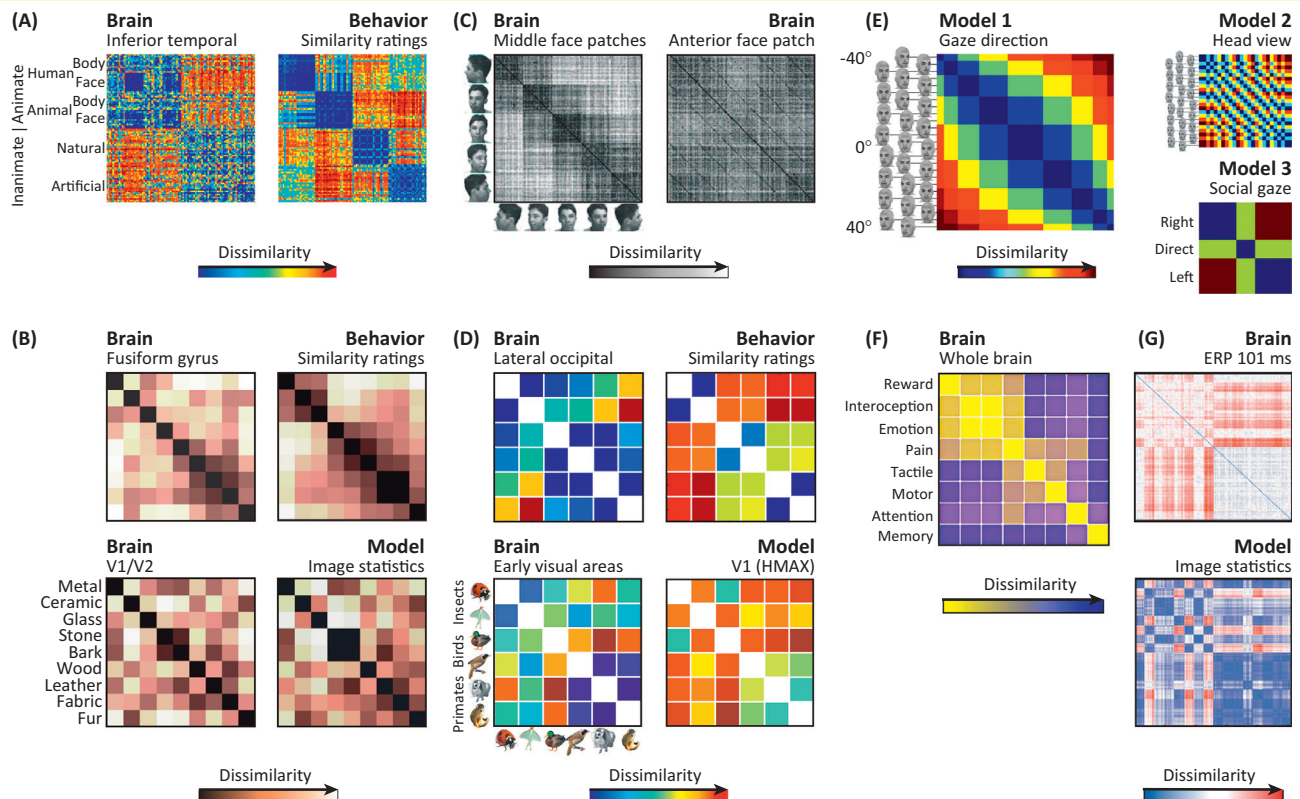 (A)
Brain
Inferior temporal
Behavior
Similarity ratings
Inanimate | Animate
Human
Body
Face
Animal
Body
Face
Natural
Artificial
Dissimilarity
(C)
Brain
Middle face patches
Brain
Anterior face patch
Dissimilarity
(E)
Model 1
Gaze direction
-40°
0°
40°
Dissimilarity
Model 2
Head view
Model 3
Social gaze
Right
Direct
Left
(B)
Brain
Fusiform gyrus
Behavior
Similarity ratings
Brain
V1/V2
Model
Image statistics
Metal
Ceramic
Glass
Stone
Bark
Wood
Leather
Fabric
Fur
Dissimilarity
(D)
Brain
Lateral occipital
Behavior
Similarity ratings
Brain
Early visual areas
Model
V1 (HMAX)
Insects
Birds
Primates
Dissimilarity
(F)
Brain
Whole brain
Reward
Interoception
Emotion
Pain
Tactile
Motor
Attention
Memory
Dissimilarity
(G)
Brain
ERP 101 ms
Model
Image statistics
Dissimilarity